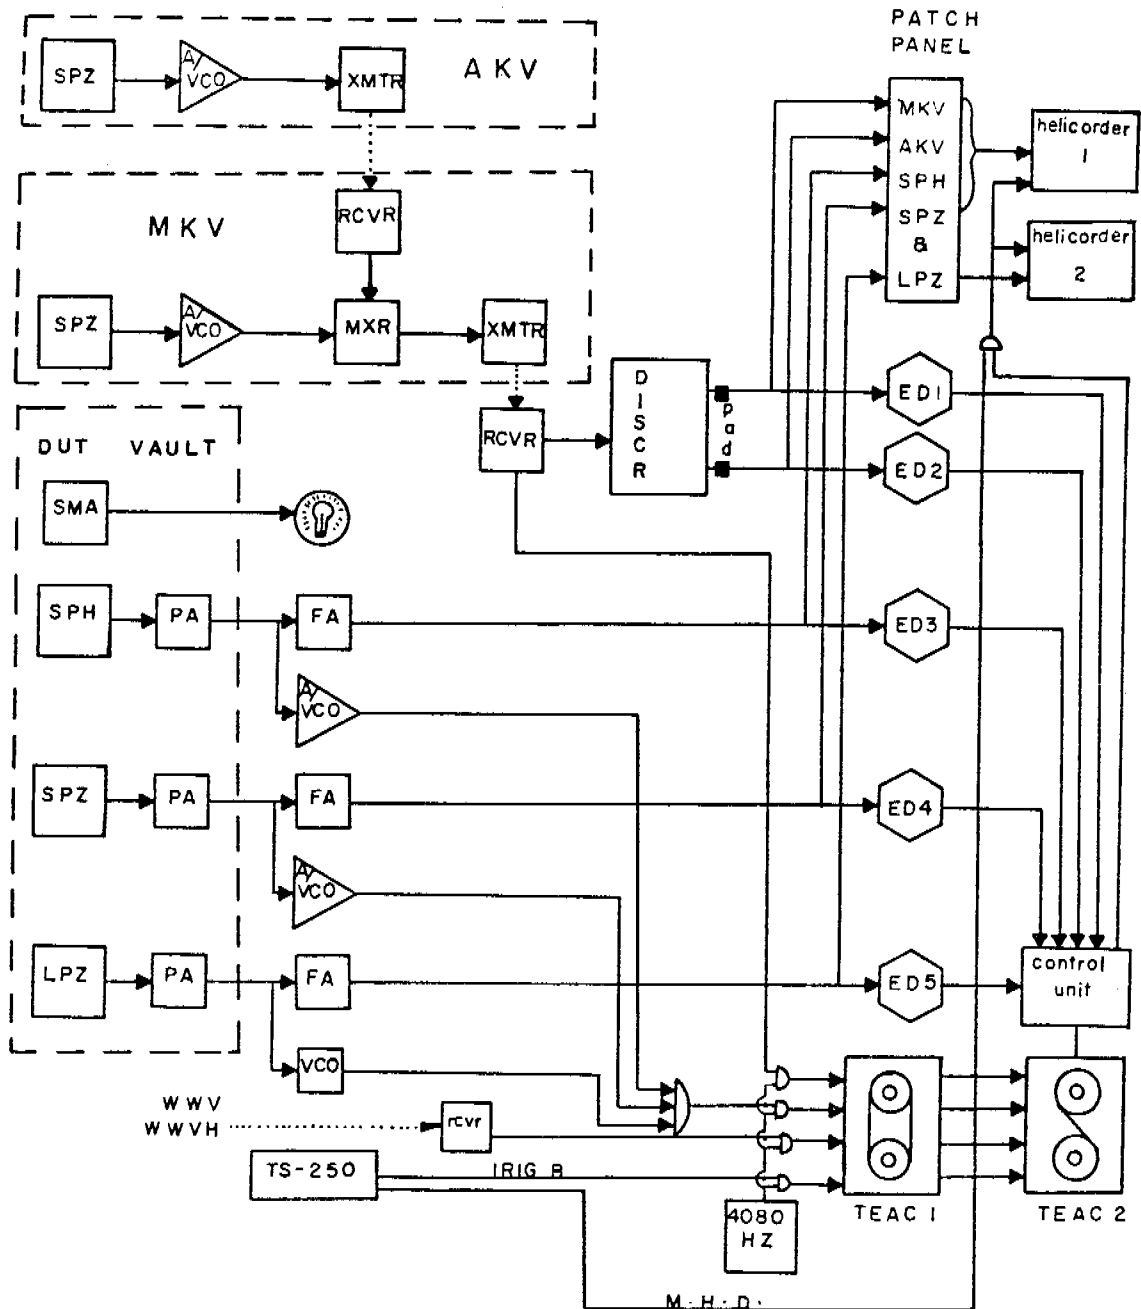 PATCH
PANEL
AKV
SPZ
A/
VCO
XMTR
MKV
AKV
SPH
SPZ
&
LPZ
helicorder
1
helicorder
2
MKV
RCVR
SPZ
A/
VCO
MXR
XMTR
RCVR
DISCR
pad
ED1
ED2
DUT VAULT
SMA
SPH
PA
FA
ED3
A/
VCO
SPZ
PA
FA
ED4
A/
VCO
LPZ
PA
FA
ED5
control
unit
VCO
WWV
WWVH
rcvr
TS-250
IRIG B
4080
HZ
TEAC 1
TEAC 2
M·H·D·